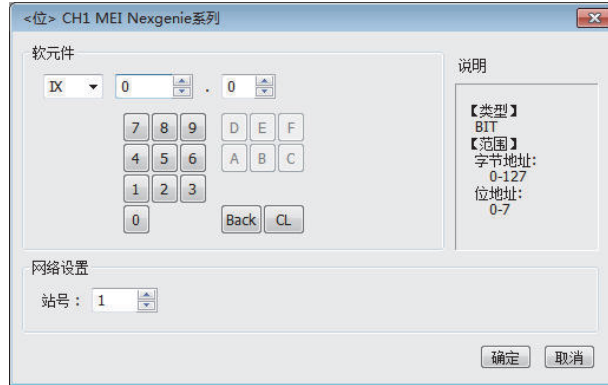 <位> CH1 MEI Nexgenie系列
软元件
IX 0 . 0
7 8 9 D E F
4 5 6 A B C
1 2 3
0 Back CL
说明
【类型】
BIT
【范围】
字节地址:
0-127
位地址:
0-7
网络设置
站号： 1
确定 取消